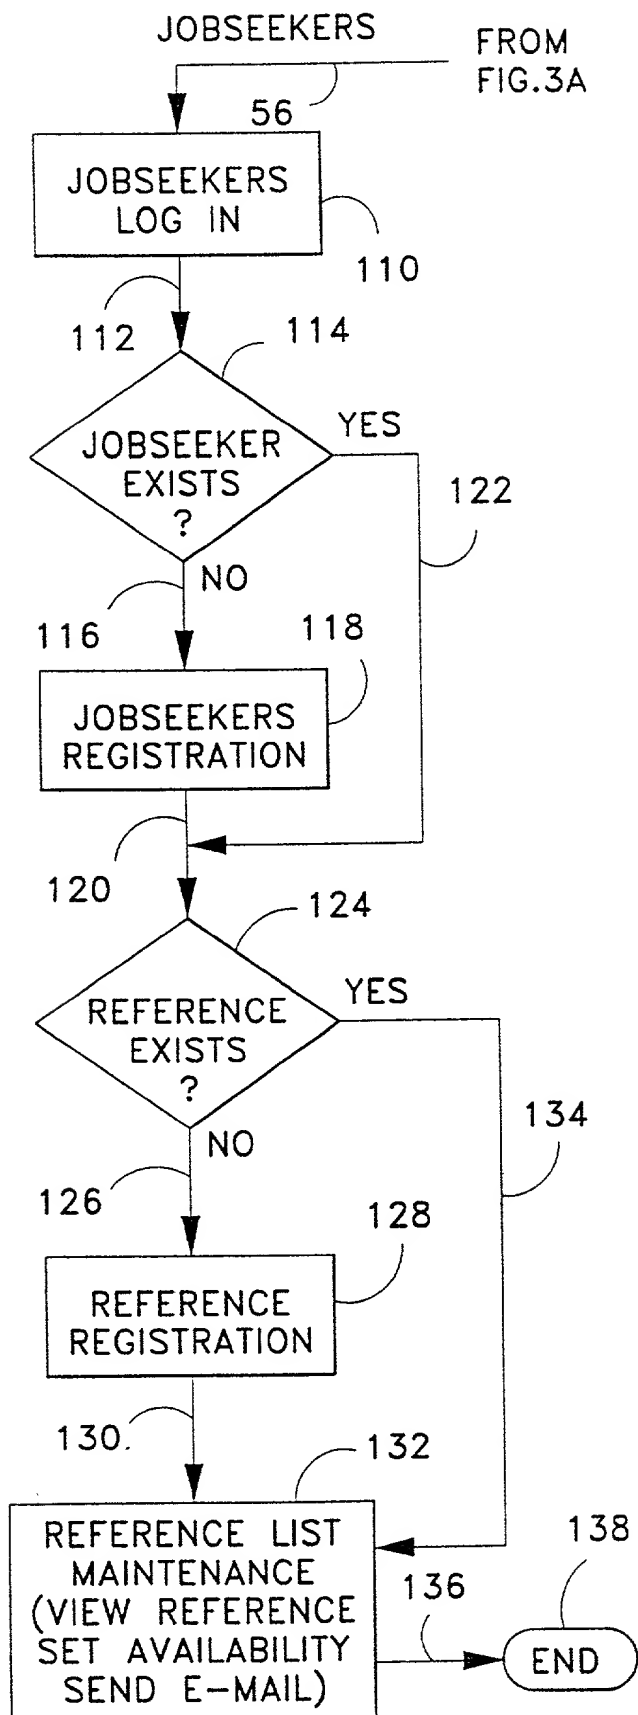 JOBSEEKERS
FROM
FIG.3A
56
JOBSEEKERS
LOG IN
110
112
114
JOBSEEKER
EXISTS
?
YES
122
NO
116
118
JOBSEEKERS
REGISTRATION
120
124
REFERENCE
EXISTS
?
YES
134
NO
126
128
REFERENCE
REGISTRATION
130.
132
REFERENCE LIST
MAINTENANCE
(VIEW REFERENCE
SET AVAILABILITY
SEND E-MAIL)
136
138
END